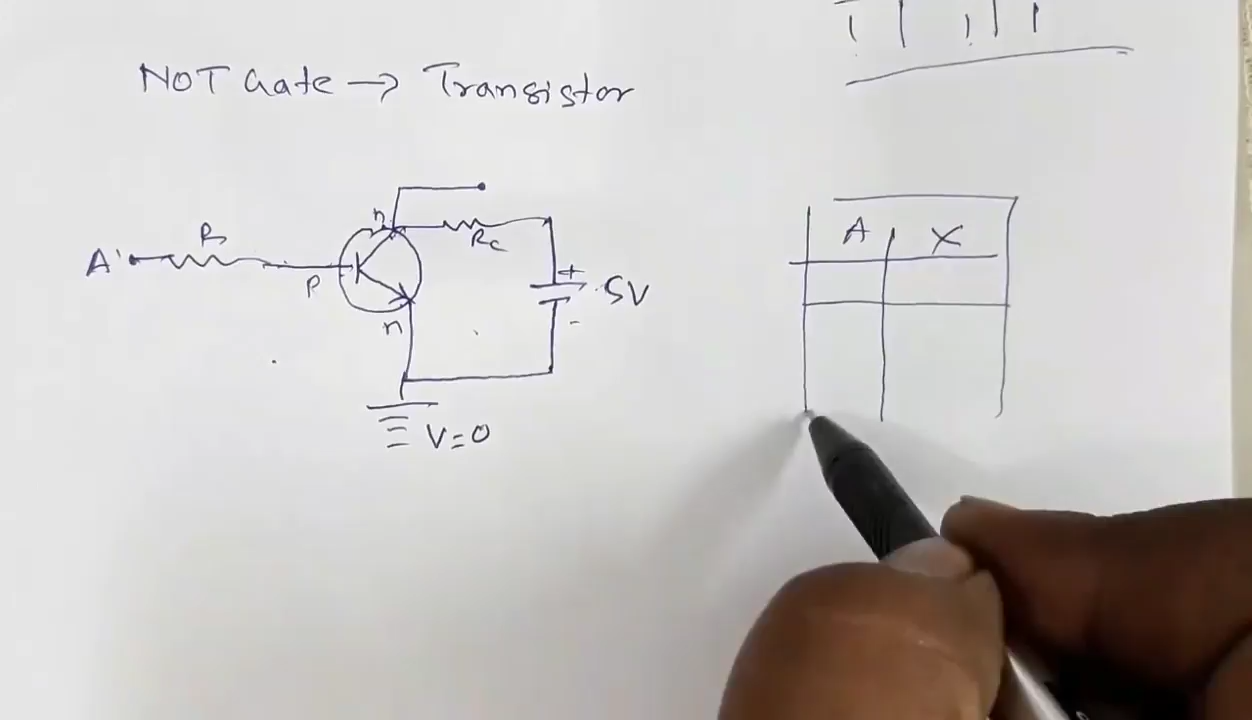 NOT Gate → Transistor
A R P n n RC + - 5V
V=0
A X